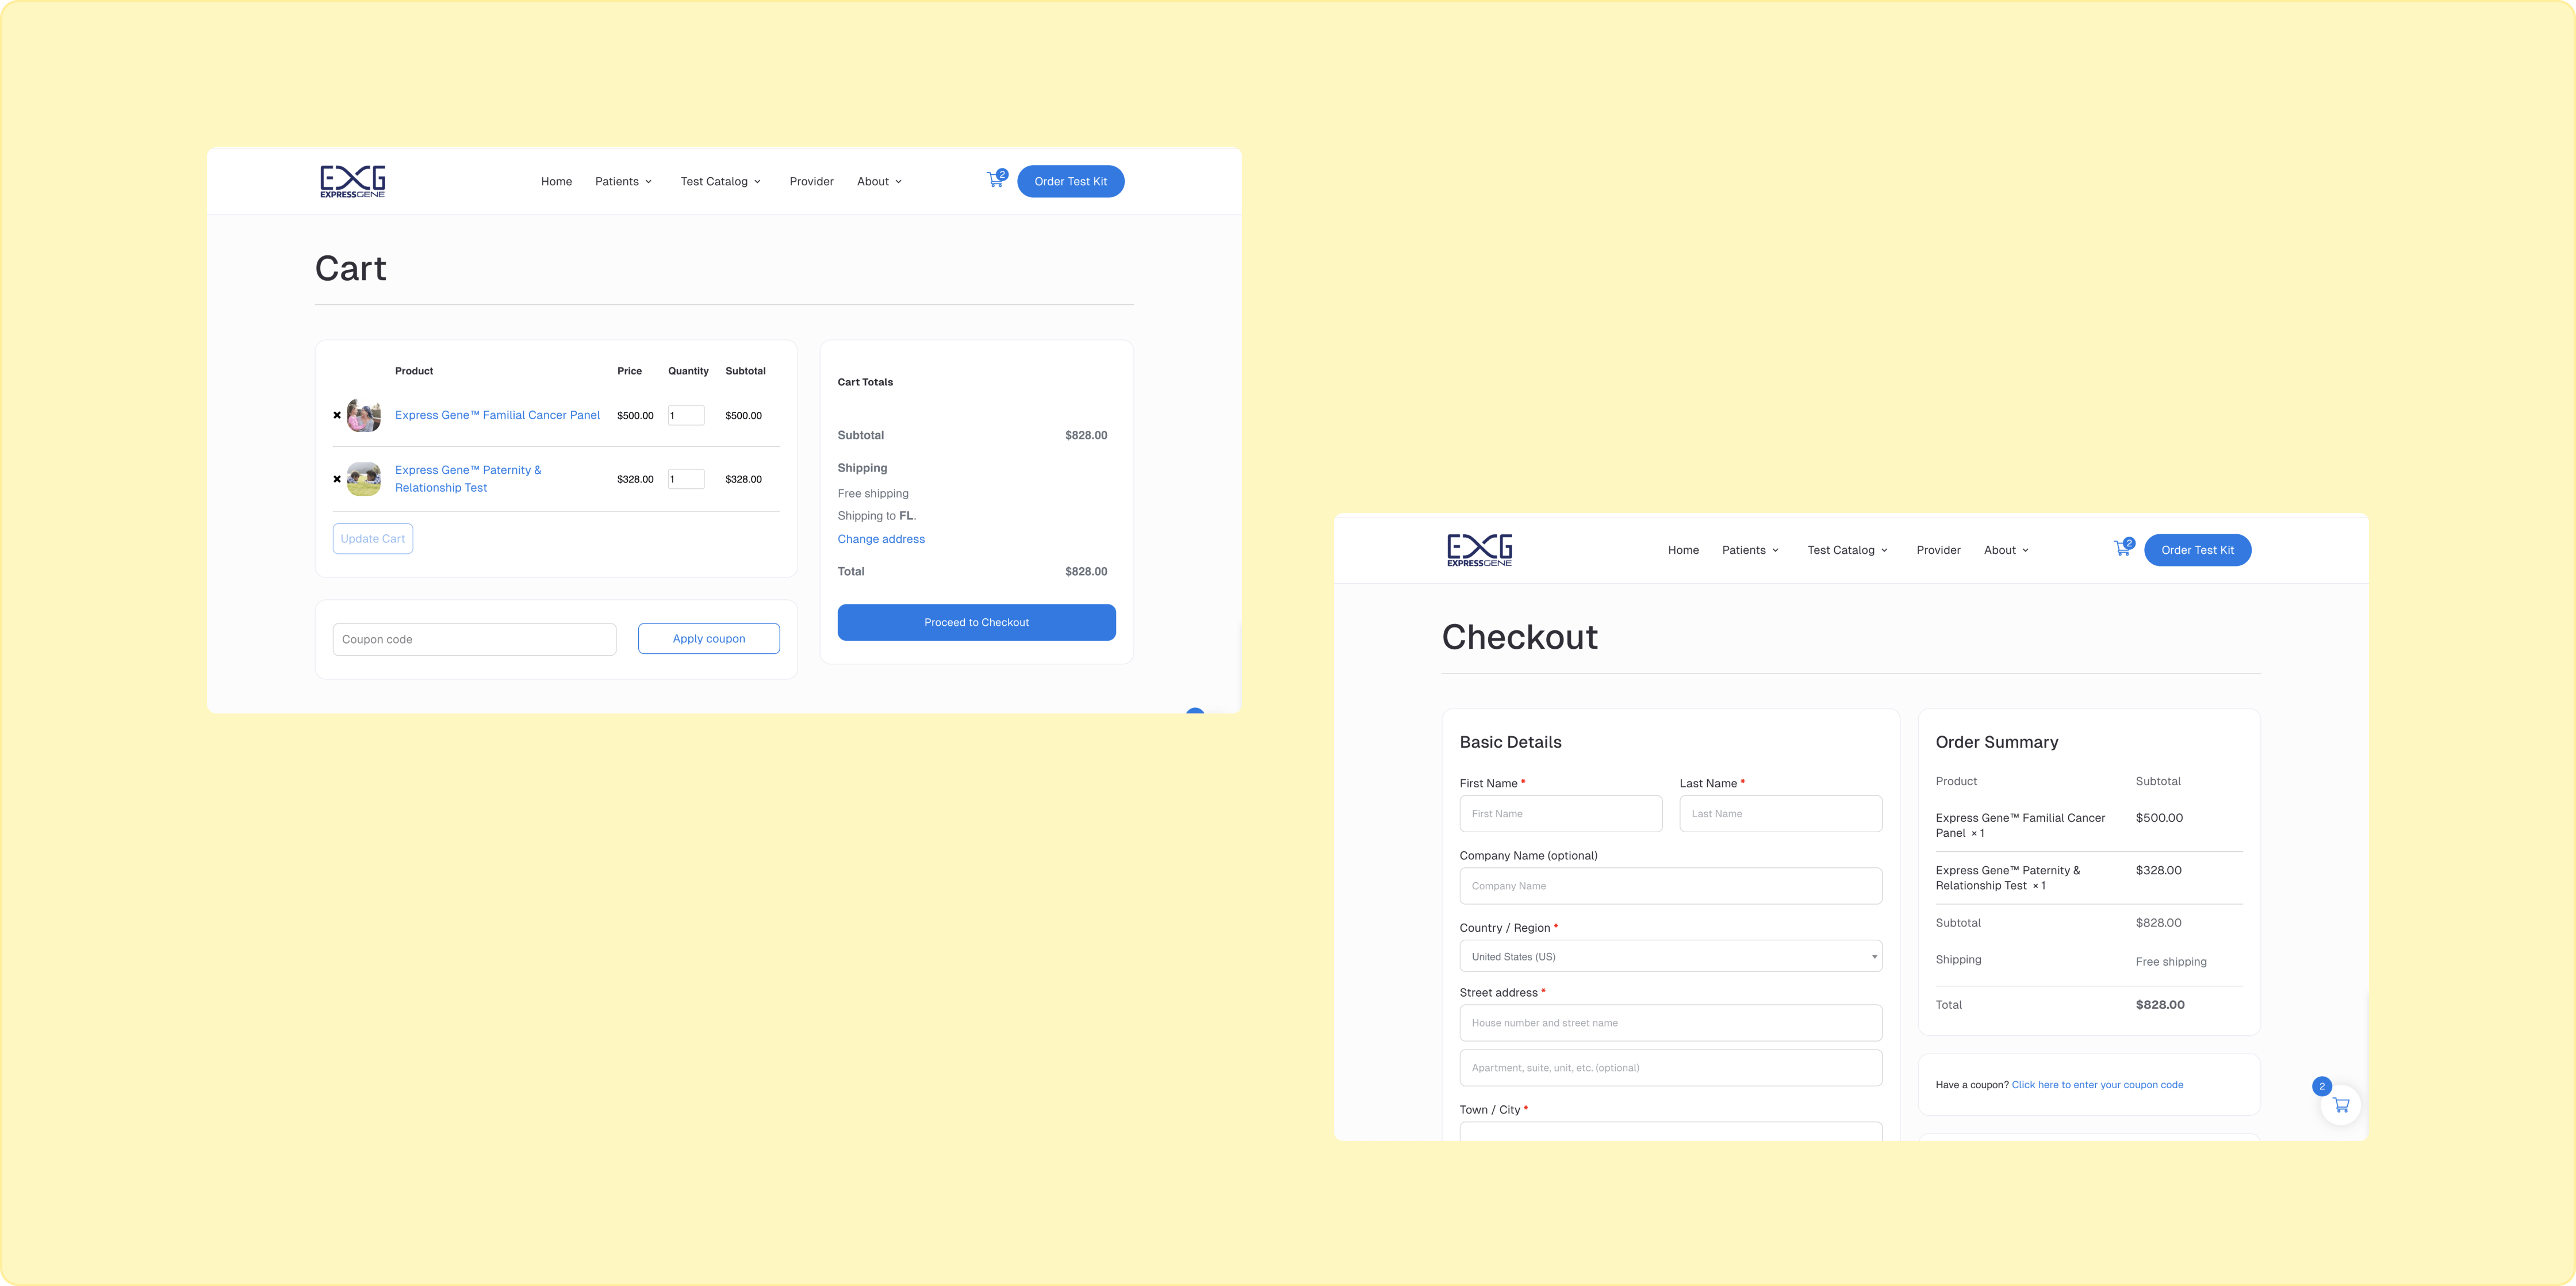 EXG
EXPRESSGENE
Home Patients Test Catalog Provider About 2 Order Test Kit
Cart
Product Price Quantity Subtotal
✖ Express Gene™ Familial Cancer Panel $500.00 1 $500.00
✖ Express Gene™ Paternity &
Relationship Test $328.00 1 $328.00
Update Cart
Coupon code Apply coupon
Cart Totals
Subtotal $828.00
Shipping
Free shipping
Shipping to FL.
Change address
Total $828.00
Proceed to Checkout
EXG
EXPRESSGENE
Home Patients Test Catalog Provider About 2 Order Test Kit
Checkout
Basic Details
First Name * Last Name *
First Name Last Name
Company Name (optional)
Company Name
Country / Region *
United States (US)
Street address *
House number and street name
Apartment, suite, unit, etc. (optional)
Town / City *
Order Summary
Product Subtotal
Express Gene™ Familial Cancer $500.00
Panel × 1
Express Gene™ Paternity & $328.00
Relationship Test × 1
Subtotal $828.00
Shipping Free shipping
Total $828.00
Have a coupon? Click here to enter your coupon code
2